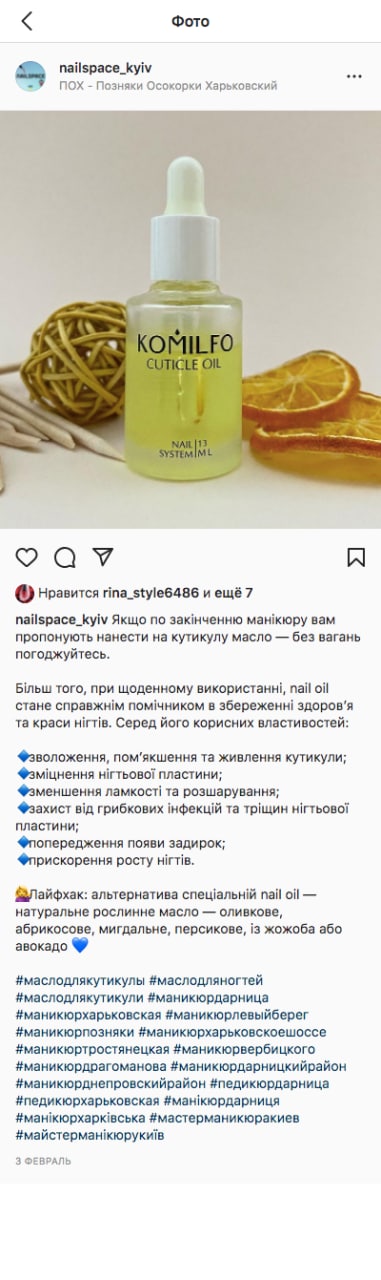 Фото
nailspace_kyiv
ПОХ - Позняки Осокорки Харьковский
NAILSPACE
KOMILFO
CUTICLE OIL
NAIL 13
SYSTEM ML
Нравится rina_style6486 и ещё 7
nailspace_kyiv Якщо по закінченню манікюру вам
пропонують нанести на кутикулу масло — без вагань
погоджуйтесь.
Більш того, при щоденному використанні, nail oil
стане справжнім помічником в збереженні здоров'я
та краси нігтів. Серед його корисних властивостей:
зволоження, пом'якшення та живлення кутикули;
зміцнення нігтьової пластини;
зменшення ламкості та розшарування;
захист від грибкових інфекцій та тріщин нігтьової
пластини;
попередження появи задирок;
прискорення росту нігтів.
Лайфхак: альтернатива спеціальній nail oil —
натуральне рослинне масло — оливкове,
абрикосове, мигдальне, персикове, із жожоба або
авокадо
#маслодлякутикулы #маслодляногтей
#маслодлякутикули #маникюрдарница
#маникюрхарьковская #маникюрлевыйберег
#маникюрпозняки #маникюрхарьковскоешоссе
#маникюртростянецкая #маникюрвербицкого
#маникюрдрагоманова #маникюрдарницкийрайон
#маникюрднепровскийрайон #педикюрдарница
#педикюрхарьковская #манікюрдарниця
#манікюрхарківська #мастерманикюракиев
#майстерманікюрукиїв
3 ФЕВРАЛЬ